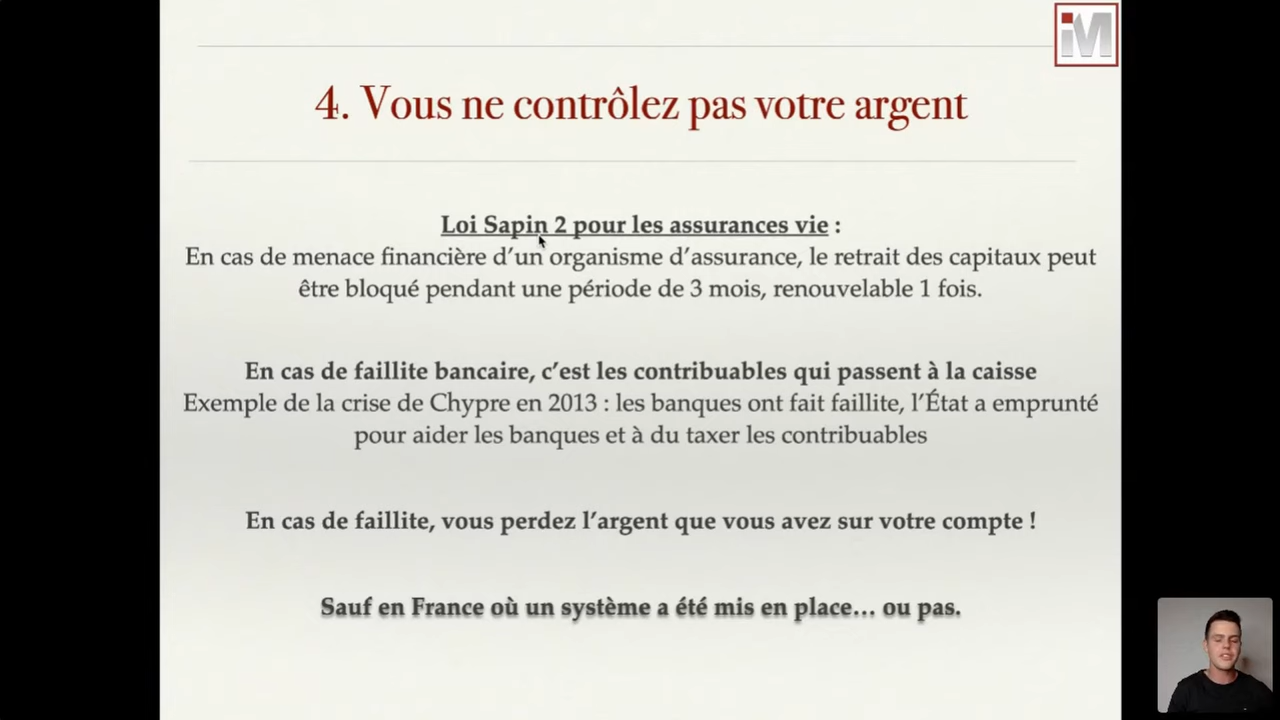 iM
4. Vous ne contrôlez pas votre argent
Loi Sapin 2 pour les assurances vie :
En cas de menace financière d’un organisme d’assurance, le retrait des capitaux peut
être bloqué pendant une période de 3 mois, renouvelable 1 fois.
En cas de faillite bancaire, c’est les contribuables qui passent à la caisse
Exemple de la crise de Chypre en 2013 : les banques ont fait faillite, l’État a emprunté
pour aider les banques et à du taxer les contribuables
En cas de faillite, vous perdez l’argent que vous avez sur votre compte !
Sauf en France où un système a été mis en place… ou pas.